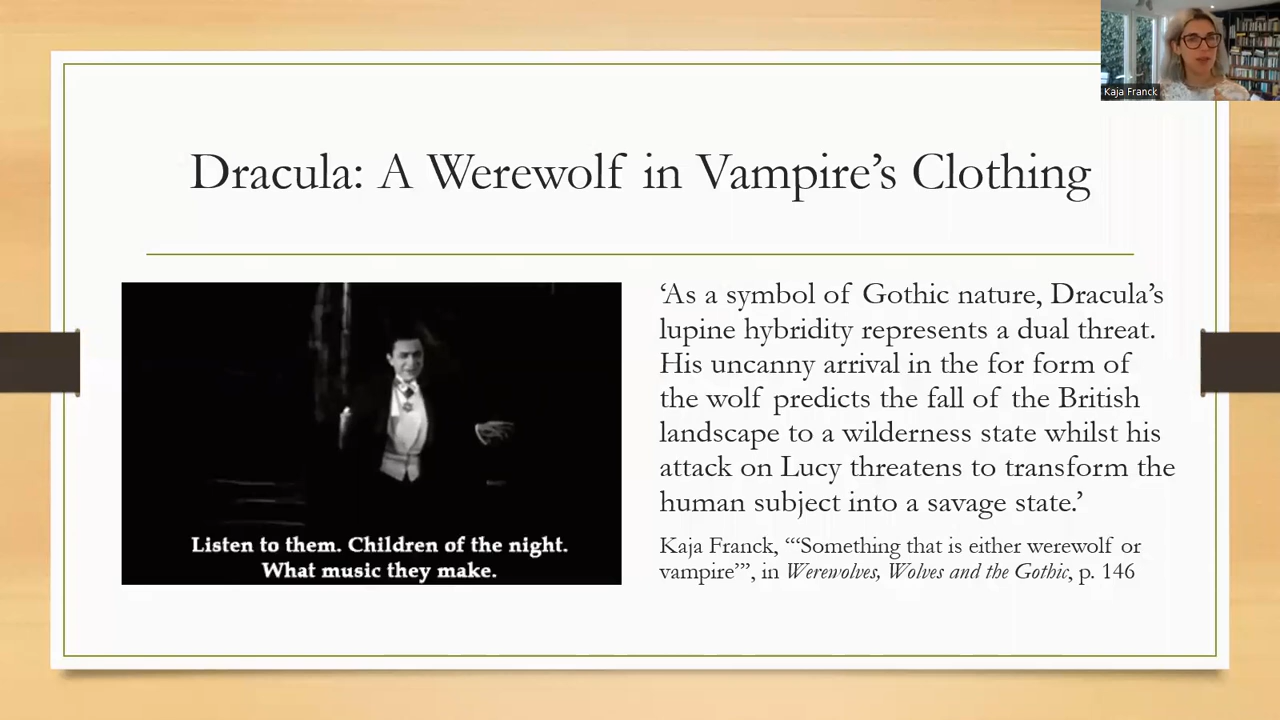 Kaja Franck
Dracula: A Werewolf in Vampire’s Clothing
Listen to them. Children of the night.
What music they make.
‘As a symbol of Gothic nature, Dracula’s
lupine hybridity represents a dual threat.
His uncanny arrival in the for form of
the wolf predicts the fall of the British
landscape to a wilderness state whilst his
attack on Lucy threatens to transform the
human subject into a savage state.’
Kaja Franck, “‘Something that is either werewolf or
vampire’”, in Werewolves, Wolves and the Gothic, p. 146